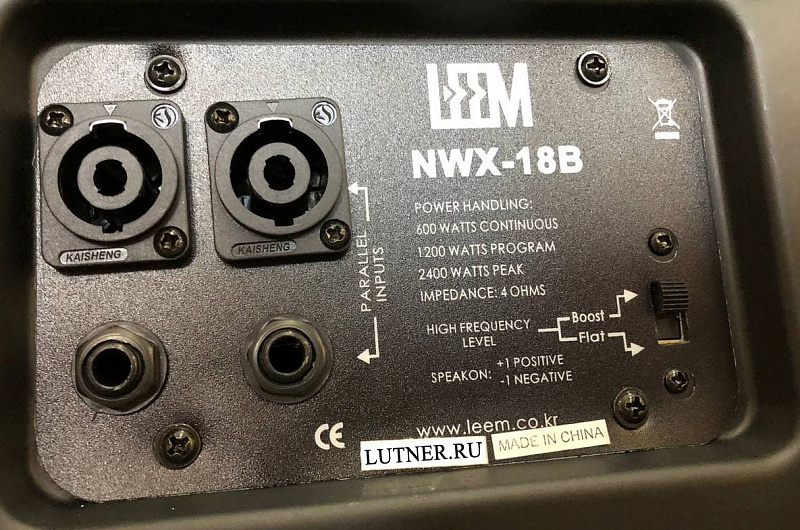 LEEM
NWX-18B
POWER HANDLING:
600 WATTS CONTINUOUS
1200 WATTS PROGRAM
2400 WATTS PEAK
IMPEDANCE: 4 OHMS
HIGH FREQUENCY
LEVEL
Boost
Flat
SPEAKON: +1 POSITIVE
-1 NEGATIVE
PARALLEL
INPUTS
KAISHENG
KAISHENG
CE
www.leem.co.kr
LUTNER.RU
MADE IN CHINA